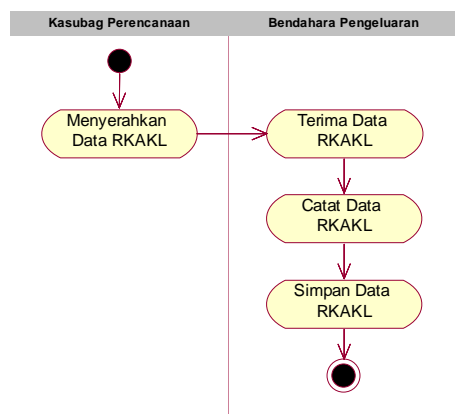 Kasubag Perencanaan
Bendahara Pengeluaran
Menyerahkan
Data RKAKL
Terima Data
RKAKL
Catat Data
RKAKL
Simpan Data
RKAKL